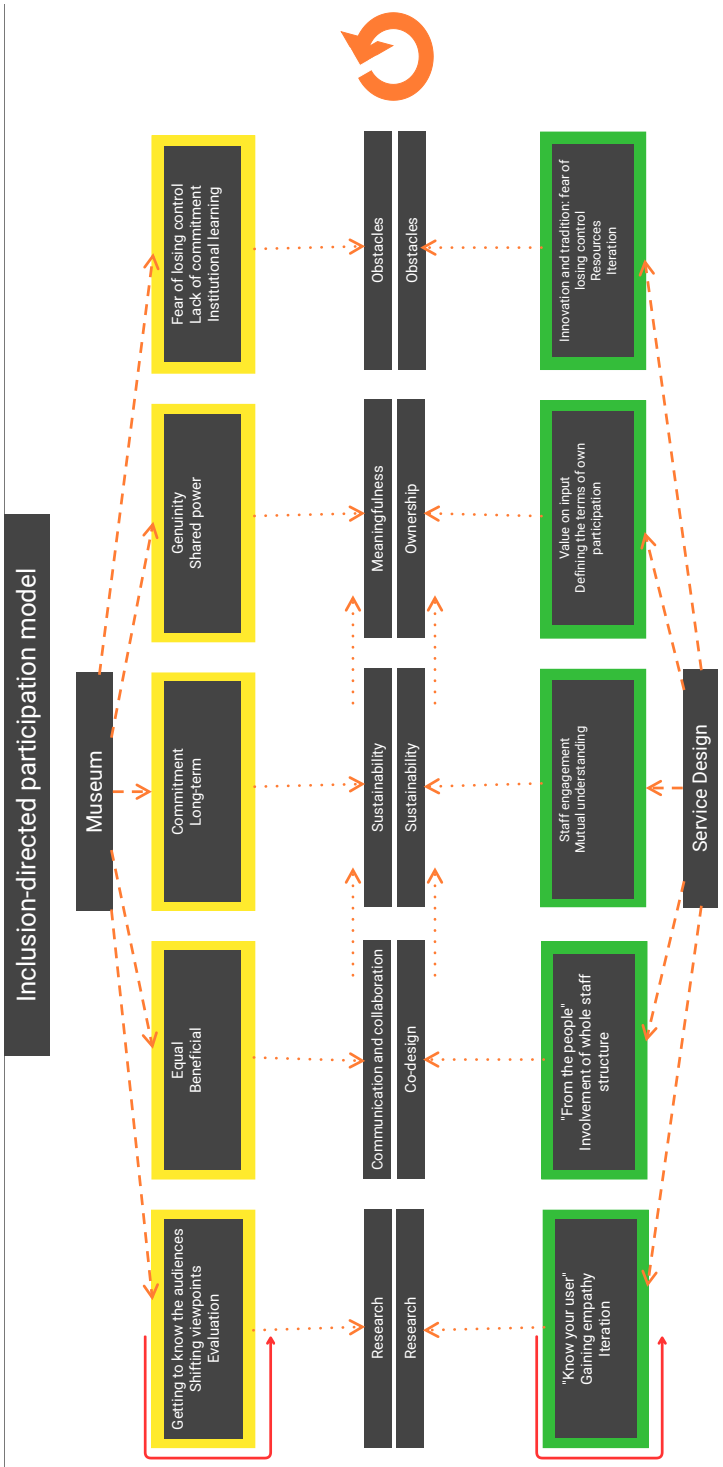 Inclusion-directed participation model
Museum
Getting to know the audiences
Shifting viewpoints
Evaluation
Equal
Beneficial
Commitment
Long-term
Genuinity
Shared power
Fear of losing control
Lack of commitment
Institutional learning
Research
Communication and collaboration
Sustainability
Meaningfulness
Obstacles
Research
Co-design
Sustainability
Ownership
Obstacles
"Know your user"
Gaining empathy
Iteration
"From the people"
Involvement of whole staff
structure
Staff engagement
Mutual understanding
Value on input
Defining the terms of own
participation
Innovation and tradition: fear of
losing control
Resources
Iteration
Service Design